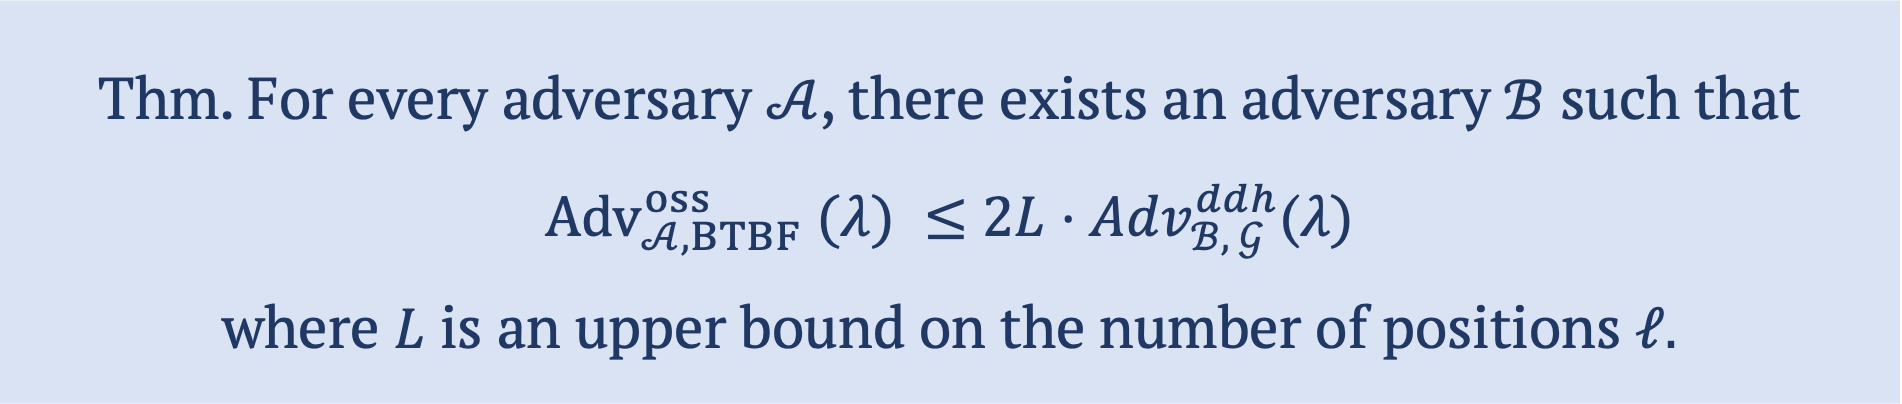 Thm. For every adversary 𝒜, there exists an adversary ℬ such that
Adv^{oss}_{𝒜,BTBF} (λ) ≤ 2L · Adv^{ddh}_{ℬ, 𝒢}(λ)
where L is an upper bound on the number of positions ℓ.